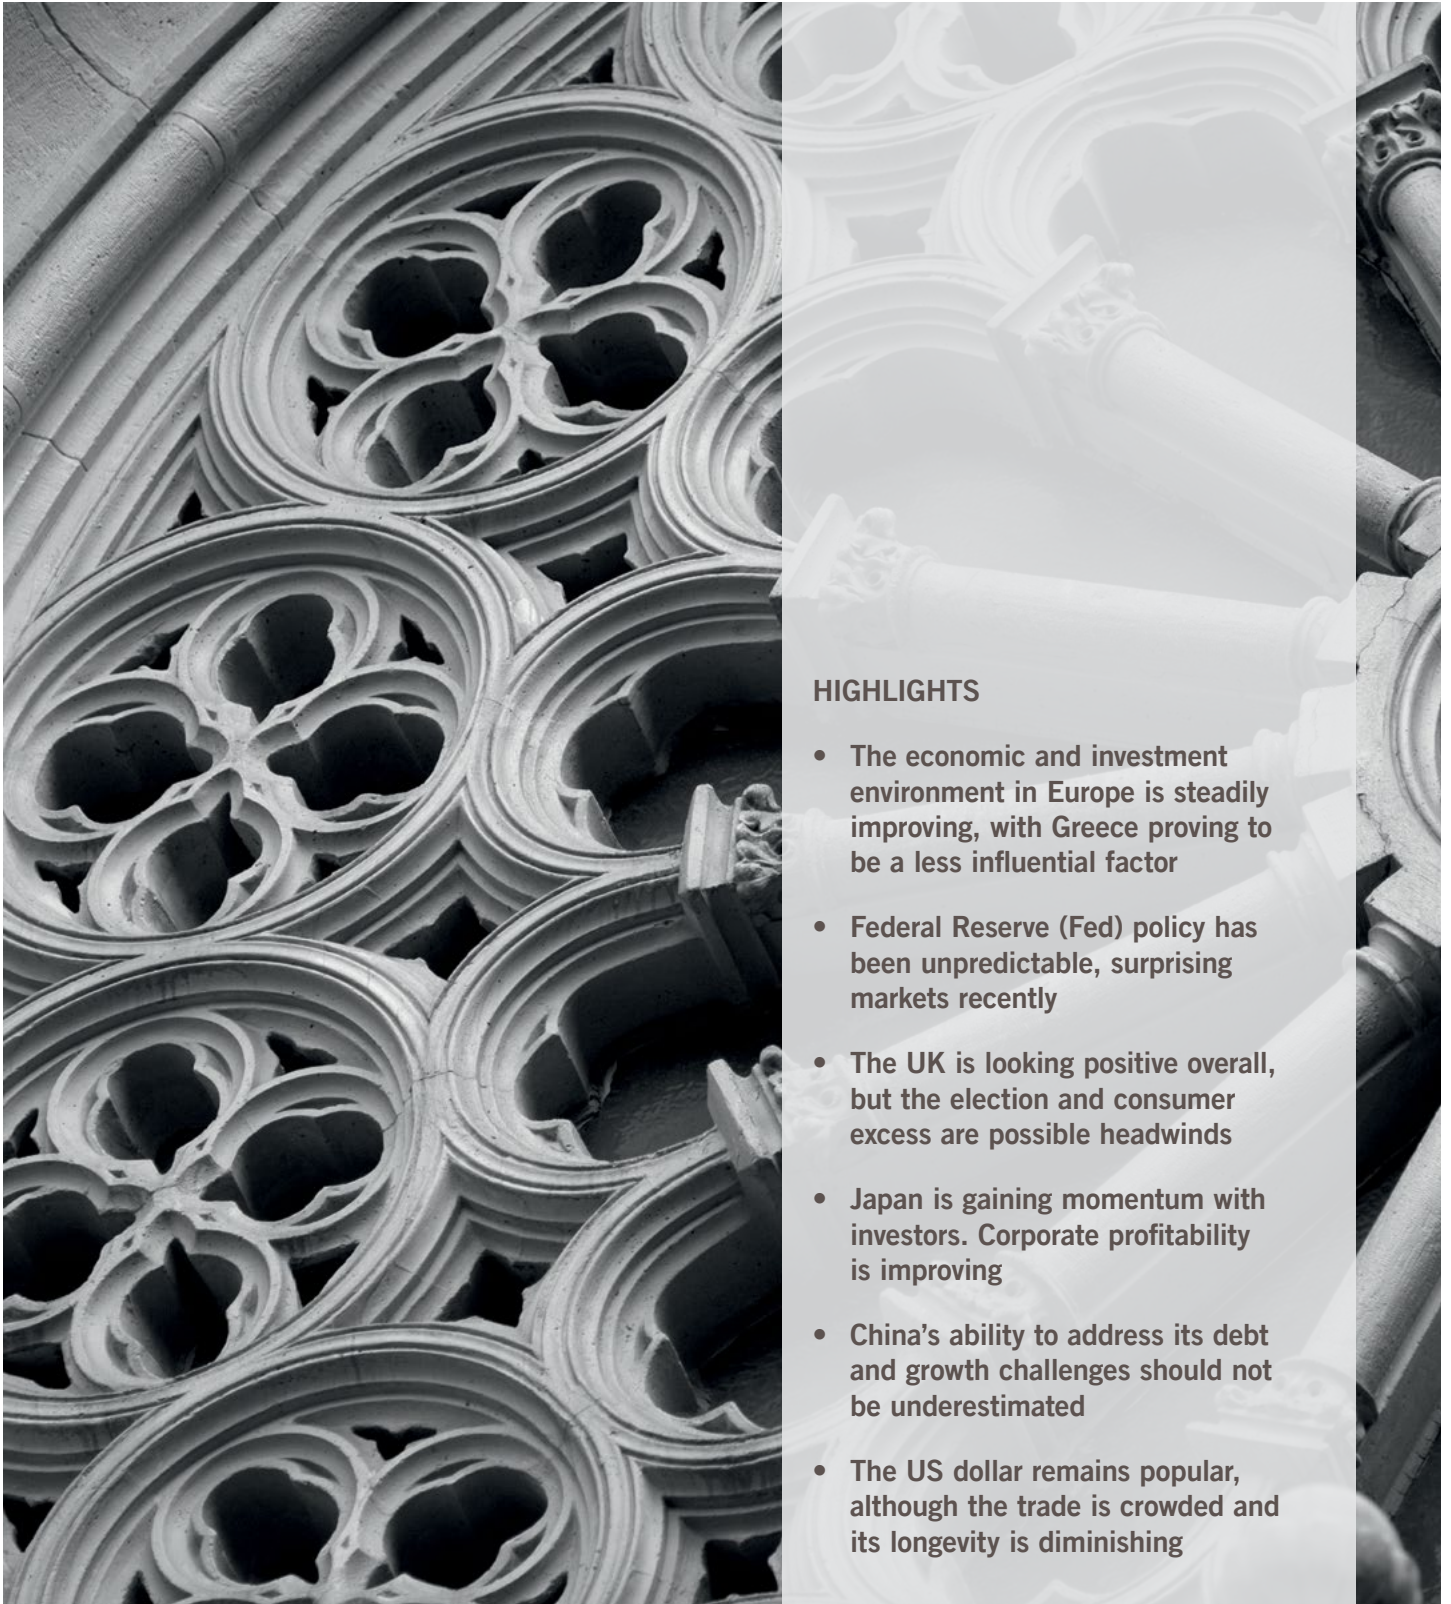 HIGHLIGHTS
• The economic and investment
environment in Europe is steadily
improving, with Greece proving to
be a less influential factor
• Federal Reserve (Fed) policy has
been unpredictable, surprising
markets recently
• The UK is looking positive overall,
but the election and consumer
excess are possible headwinds
• Japan is gaining momentum with
investors. Corporate profitability
is improving
• China’s ability to address its debt
and growth challenges should not
be underestimated
• The US dollar remains popular,
although the trade is crowded and
its longevity is diminishing